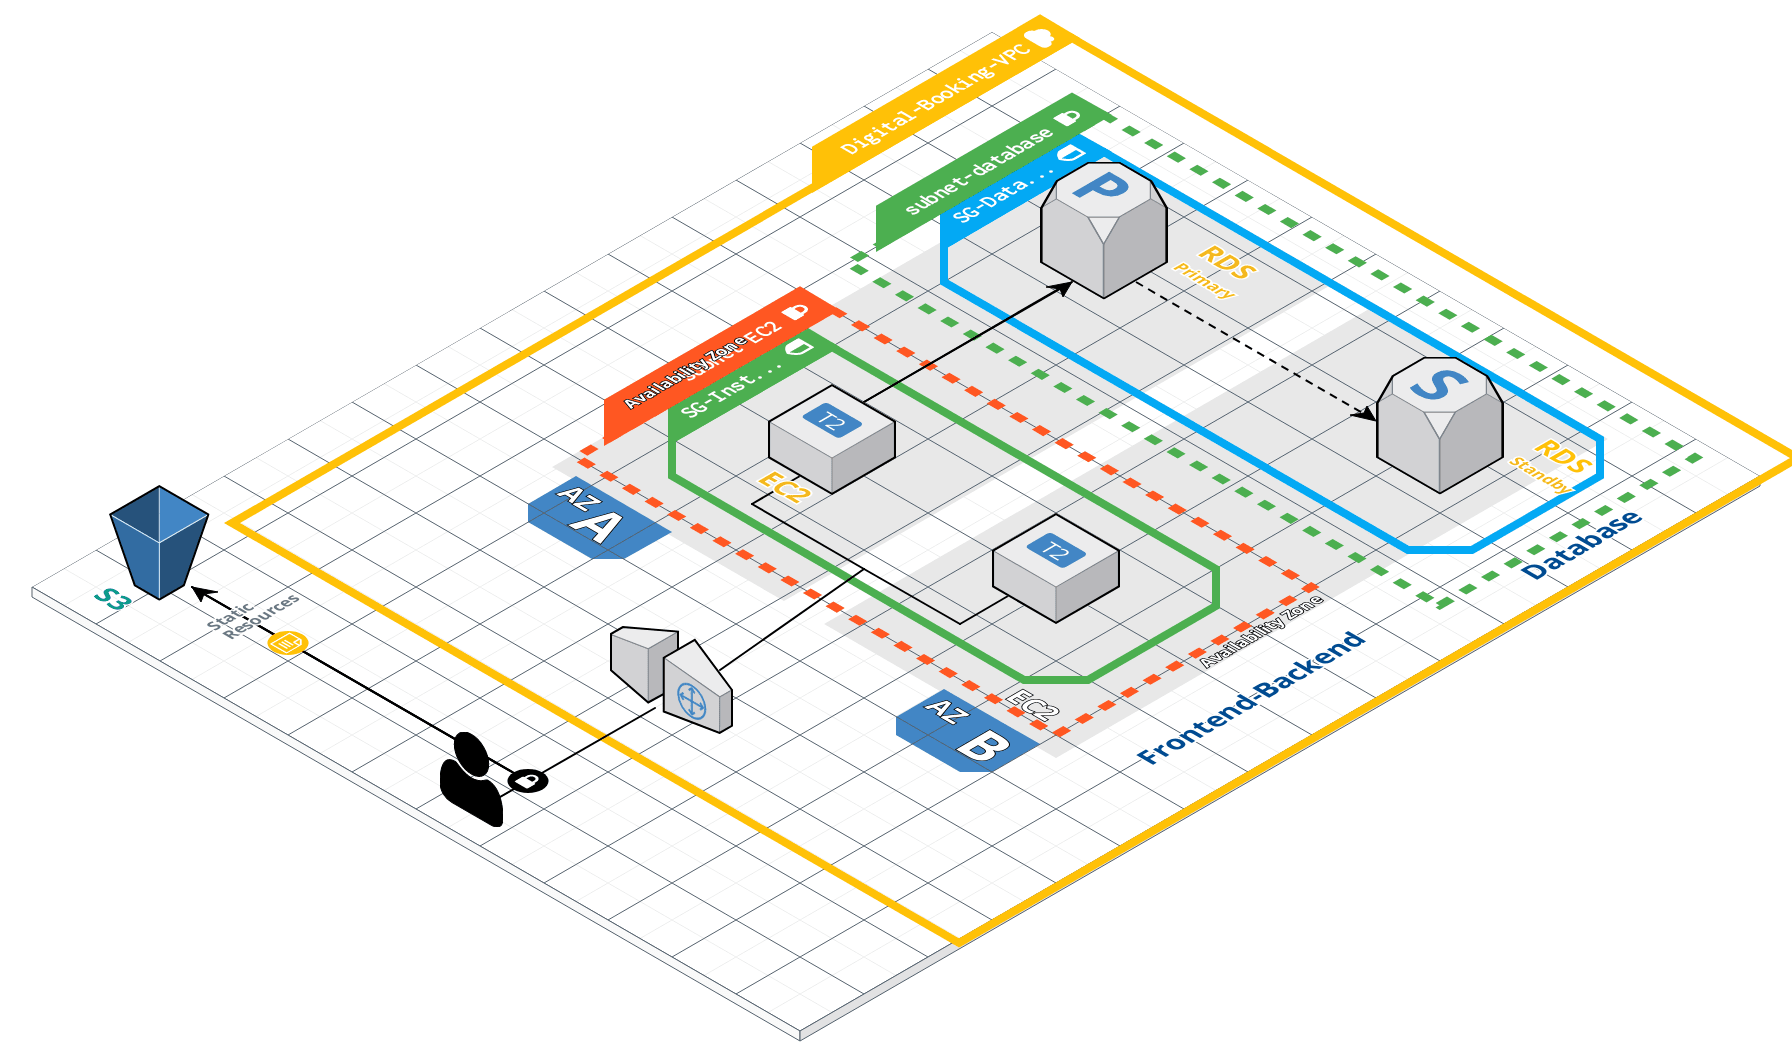 Digital-Booking-VPC
subnet-database
SG-Data...
P
RDS
Primary
EC2
Availability Zone
SG-Inst...
T2
EC2
S
RDS
Standby
AZ
A
T2
Database
S3
Static
Resources
Availability Zone
Frontend-Backend
EC2
AZ
B